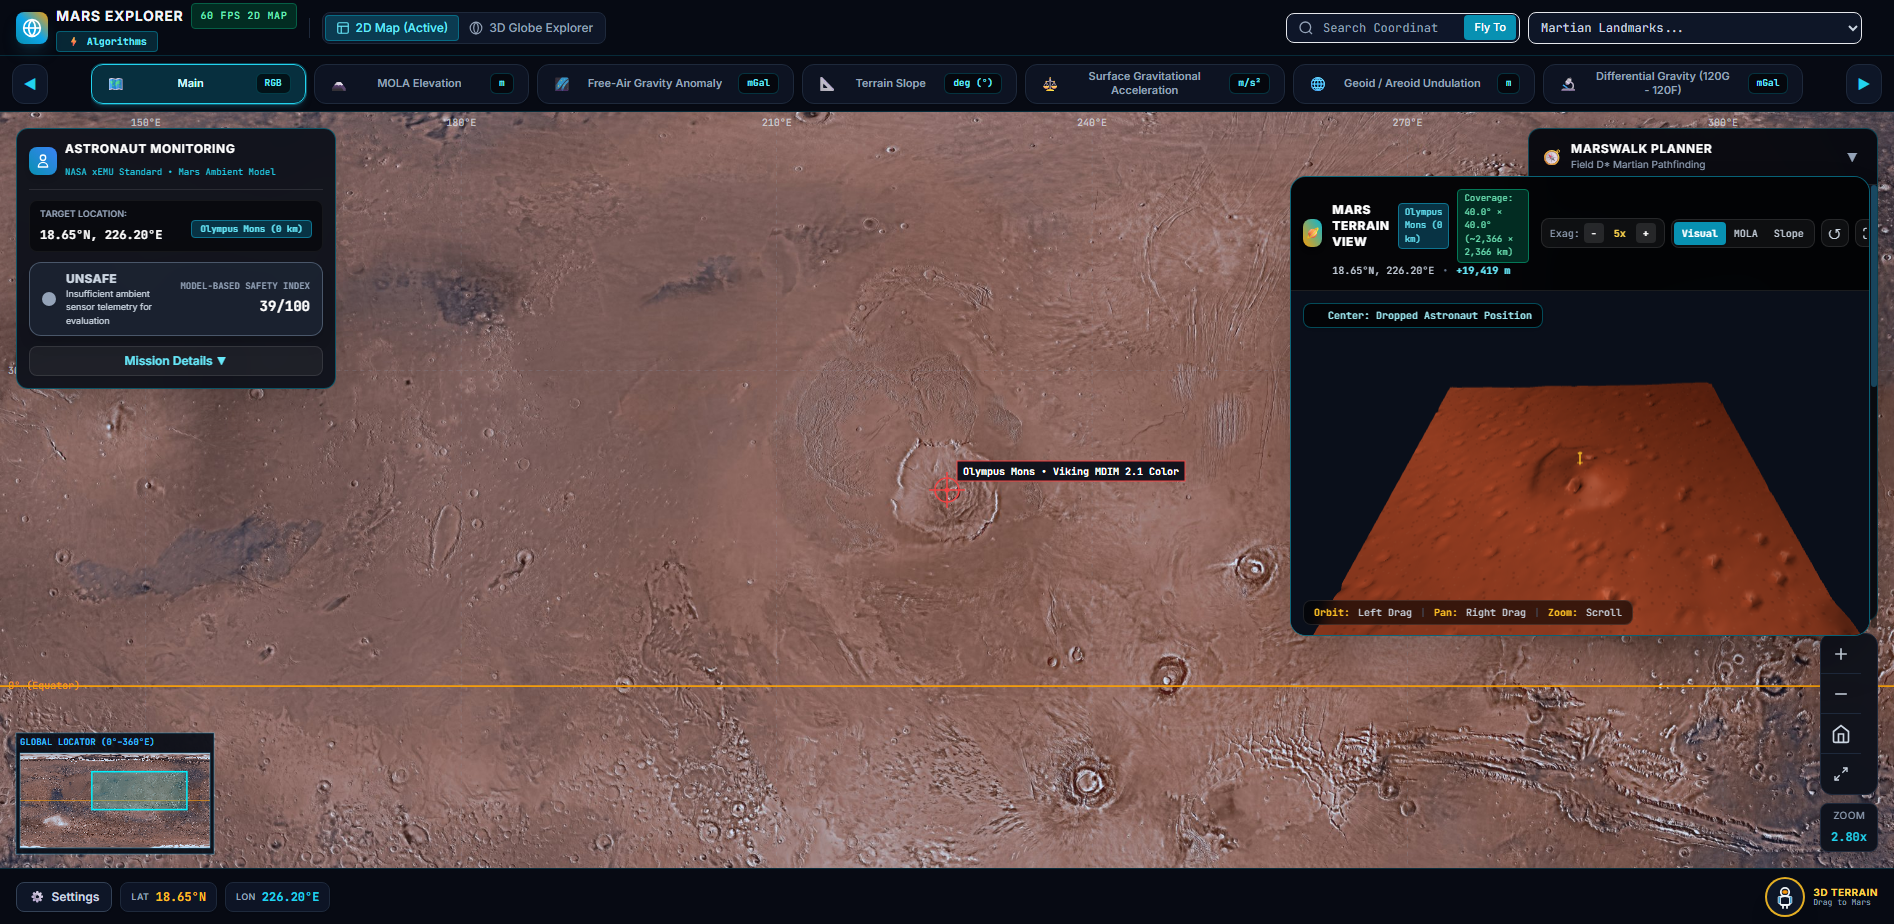 MARS EXPLORER
60 FPS 2D MAP
Algorithms
2D Map (Active)
3D Globe Explorer
Search Coordinat
Fly To
Martian Landmarks...
Main
RGB
MOLA Elevation
m
Free-Air Gravity Anomaly
mGal
Terrain Slope
deg (°)
Surface Gravitational
Acceleration
m/s²
Geoid / Areoid Undulation
m
Differential Gravity (120G
- 120F)
mGal
150°E
180°E
210°E
240°E
270°E
300°E
ASTRONAUT MONITORING
NASA xEMU Standard • Mars Ambient Model
TARGET LOCATION:
18.65°N, 226.20°E
Olympus Mons (0 km)
UNSAFE
Insufficient ambient
sensor telemetry for
evaluation
MODEL-BASED SAFETY INDEX
39/100
Mission Details ▼
MARSWALK PLANNER
Field D* Martian Pathfinding
▼
MARS
TERRAIN
VIEW
Olympus
Mons (0
km)
Coverage:
40.0° ×
40.0°
(~2,366 ×
2,366 km)
18.65°N, 226.20°E · +19,419 m
Exag: - 5x +
Visual
MOLA
Slope
Center: Dropped Astronaut Position
Orbit: Left Drag | Pan: Right Drag | Zoom: Scroll
Olympus Mons • Viking MDIM 2.1 Color
0° (Equator)
GLOBAL LOCATOR (0°-360°E)
ZOOM
2.80x
Settings
LAT 18.65°N
LON 226.20°E
3D TERRAIN
Drag to Mars